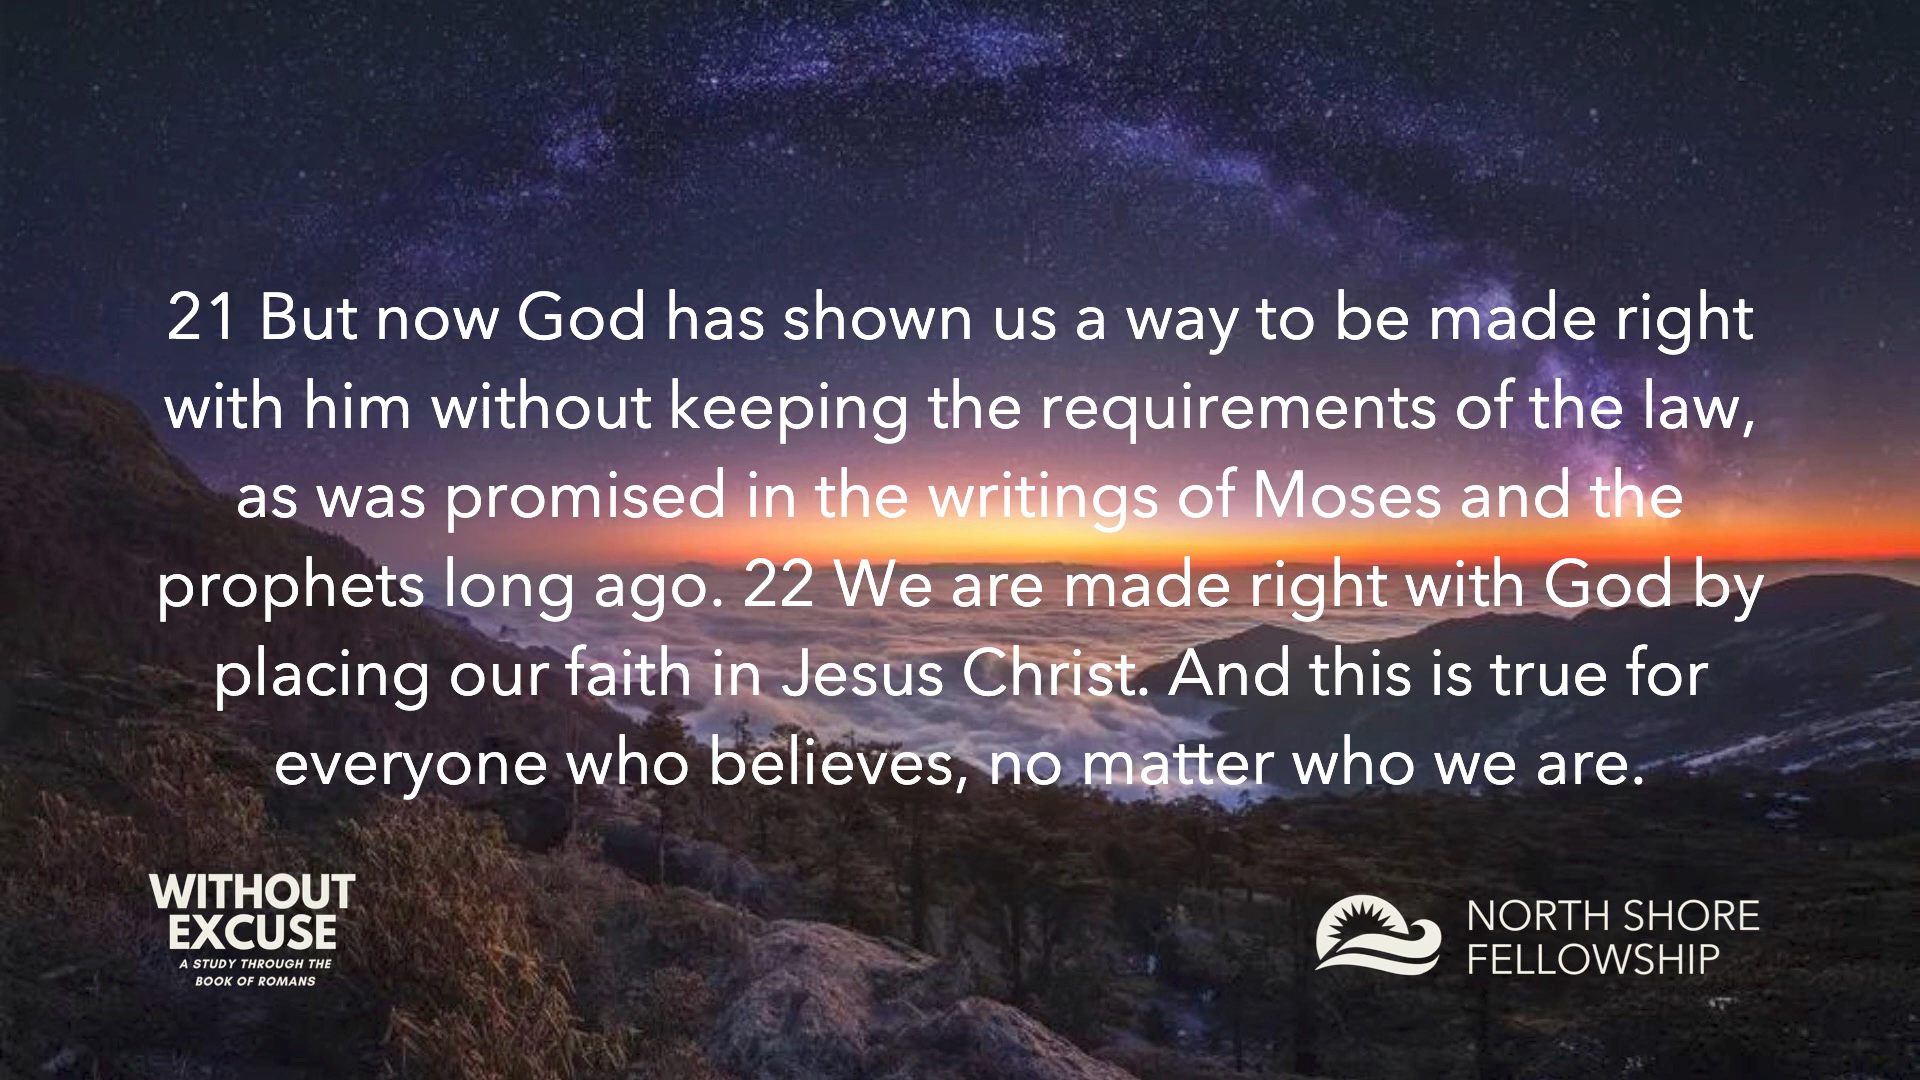 21 But now God has shown us a way to be made right
with him without keeping the requirements of the law,
as was promised in the writings of Moses and the
prophets long ago. 22 We are made right with God by
placing our faith in Jesus Christ. And this is true for
everyone who believes, no matter who we are.
WITHOUT
EXCUSE
A STUDY THROUGH THE
BOOK OF ROMANS
NORTH SHORE
FELLOWSHIP